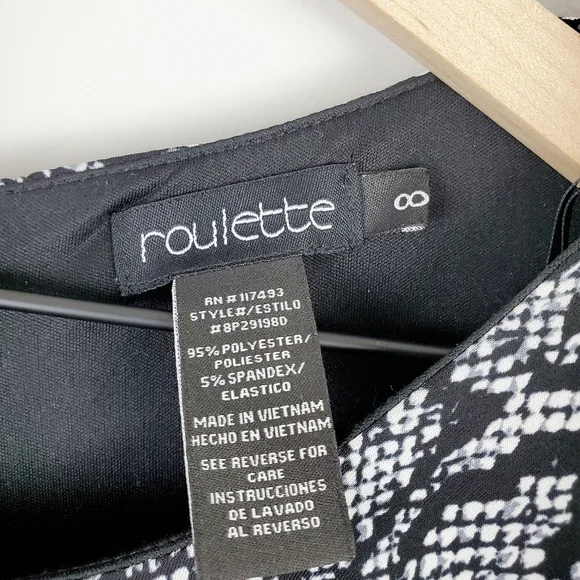 roulette
8
RN # 117493
STYLE#/ESTILO
#8P29198D
95% POLYESTER/
POLIESTER
5% SPANDEX/
ELASTICO
MADE IN VIETNAM
HECHO EN VIETNAM
SEE REVERSE FOR
CARE
INSTRUCCIONES
DE LAVADO
AL REVERSO